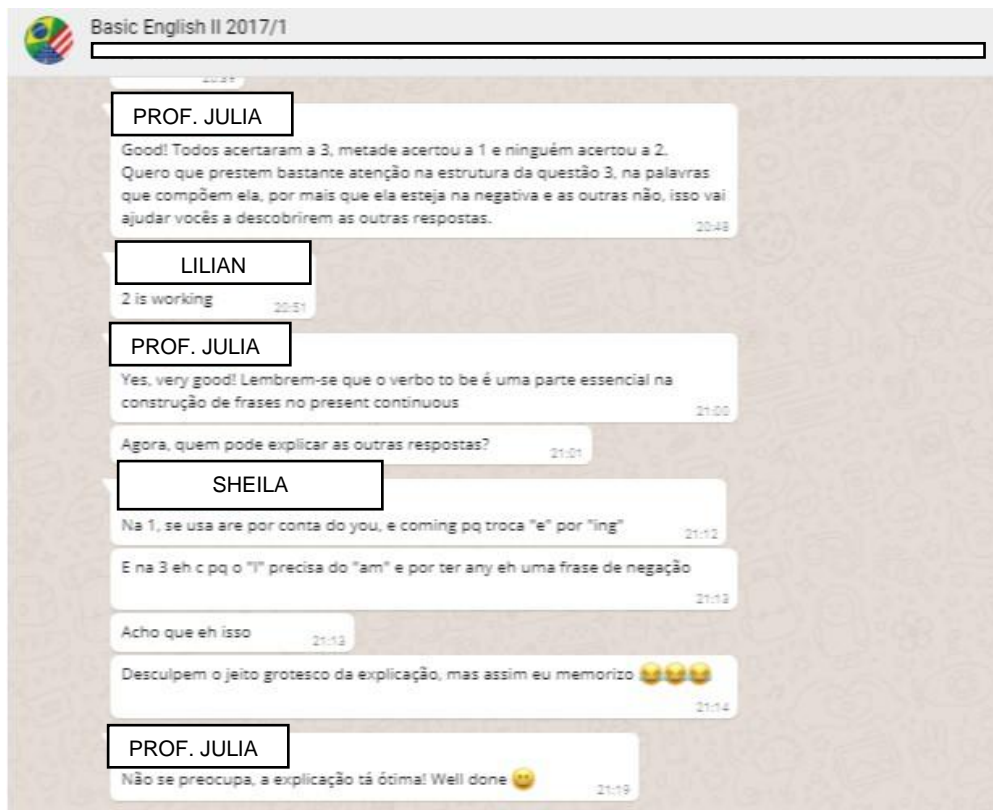 Basic English II 2017/1
PROF. JULIA
Good! Todos acertaram a 3, metade acertou a 1 e ninguém acertou a 2.
Quero que prestem bastante atenção na estrutura da questão 3, na palavras
que compõem ela, por mais que ela esteja na negativa e as outras não, isso vai
ajudar vocês a descobrirem as outras respostas.
20:48
LILIAN
2 is working
20:51
PROF. JULIA
Yes, very good! Lembrem-se que o verbo to be é uma parte essencial na
construção de frases no present continuous
21:00
Agora, quem pode explicar as outras respostas?
21:01
SHEILA
Na 1, se usa are por conta do you, e coming pq troca "e" por "ing"
21:12
E na 3 eh c pq o "I" precisa do "am" e por ter any eh uma frase de negação
21:13
Acho que eh isso
21:13
Desculpem o jeito grotesco da explicação, mas assim eu memorizo 😂😂😂
21:14
PROF. JULIA
Não se preocupa, a explicação tá ótima! Well done 😀
21:19